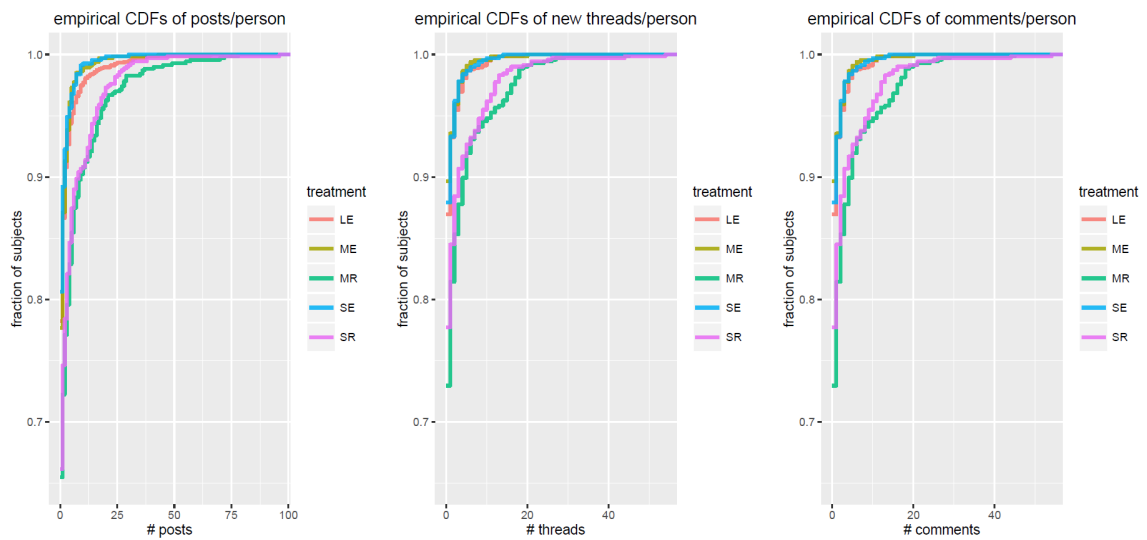 empirical CDFs of posts/person
fraction of subjects
1.0
0.9
0.8
0.7
0
25
50
75
100
# posts
treatment
LE
ME
MR
SE
SR
empirical CDFs of new threads/person
fraction of subjects
1.0
0.9
0.8
0.7
0
20
40
# threads
treatment
LE
ME
MR
SE
SR
empirical CDFs of comments/person
fraction of subjects
1.0
0.9
0.8
0.7
0
20
40
# comments
treatment
LE
ME
MR
SE
SR